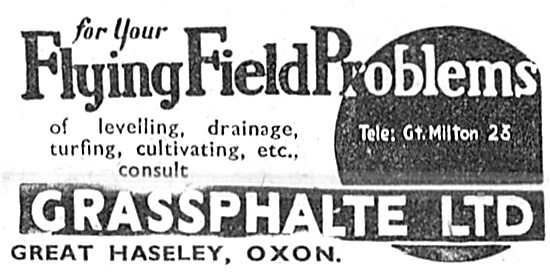 for Your
Flying Field Problems
of levelling, drainage,
turfing, cultivating, etc.,
consult
Tele: Gt. Milton 28
GRASSPHALTE LTD
GREAT HASELEY, OXON.